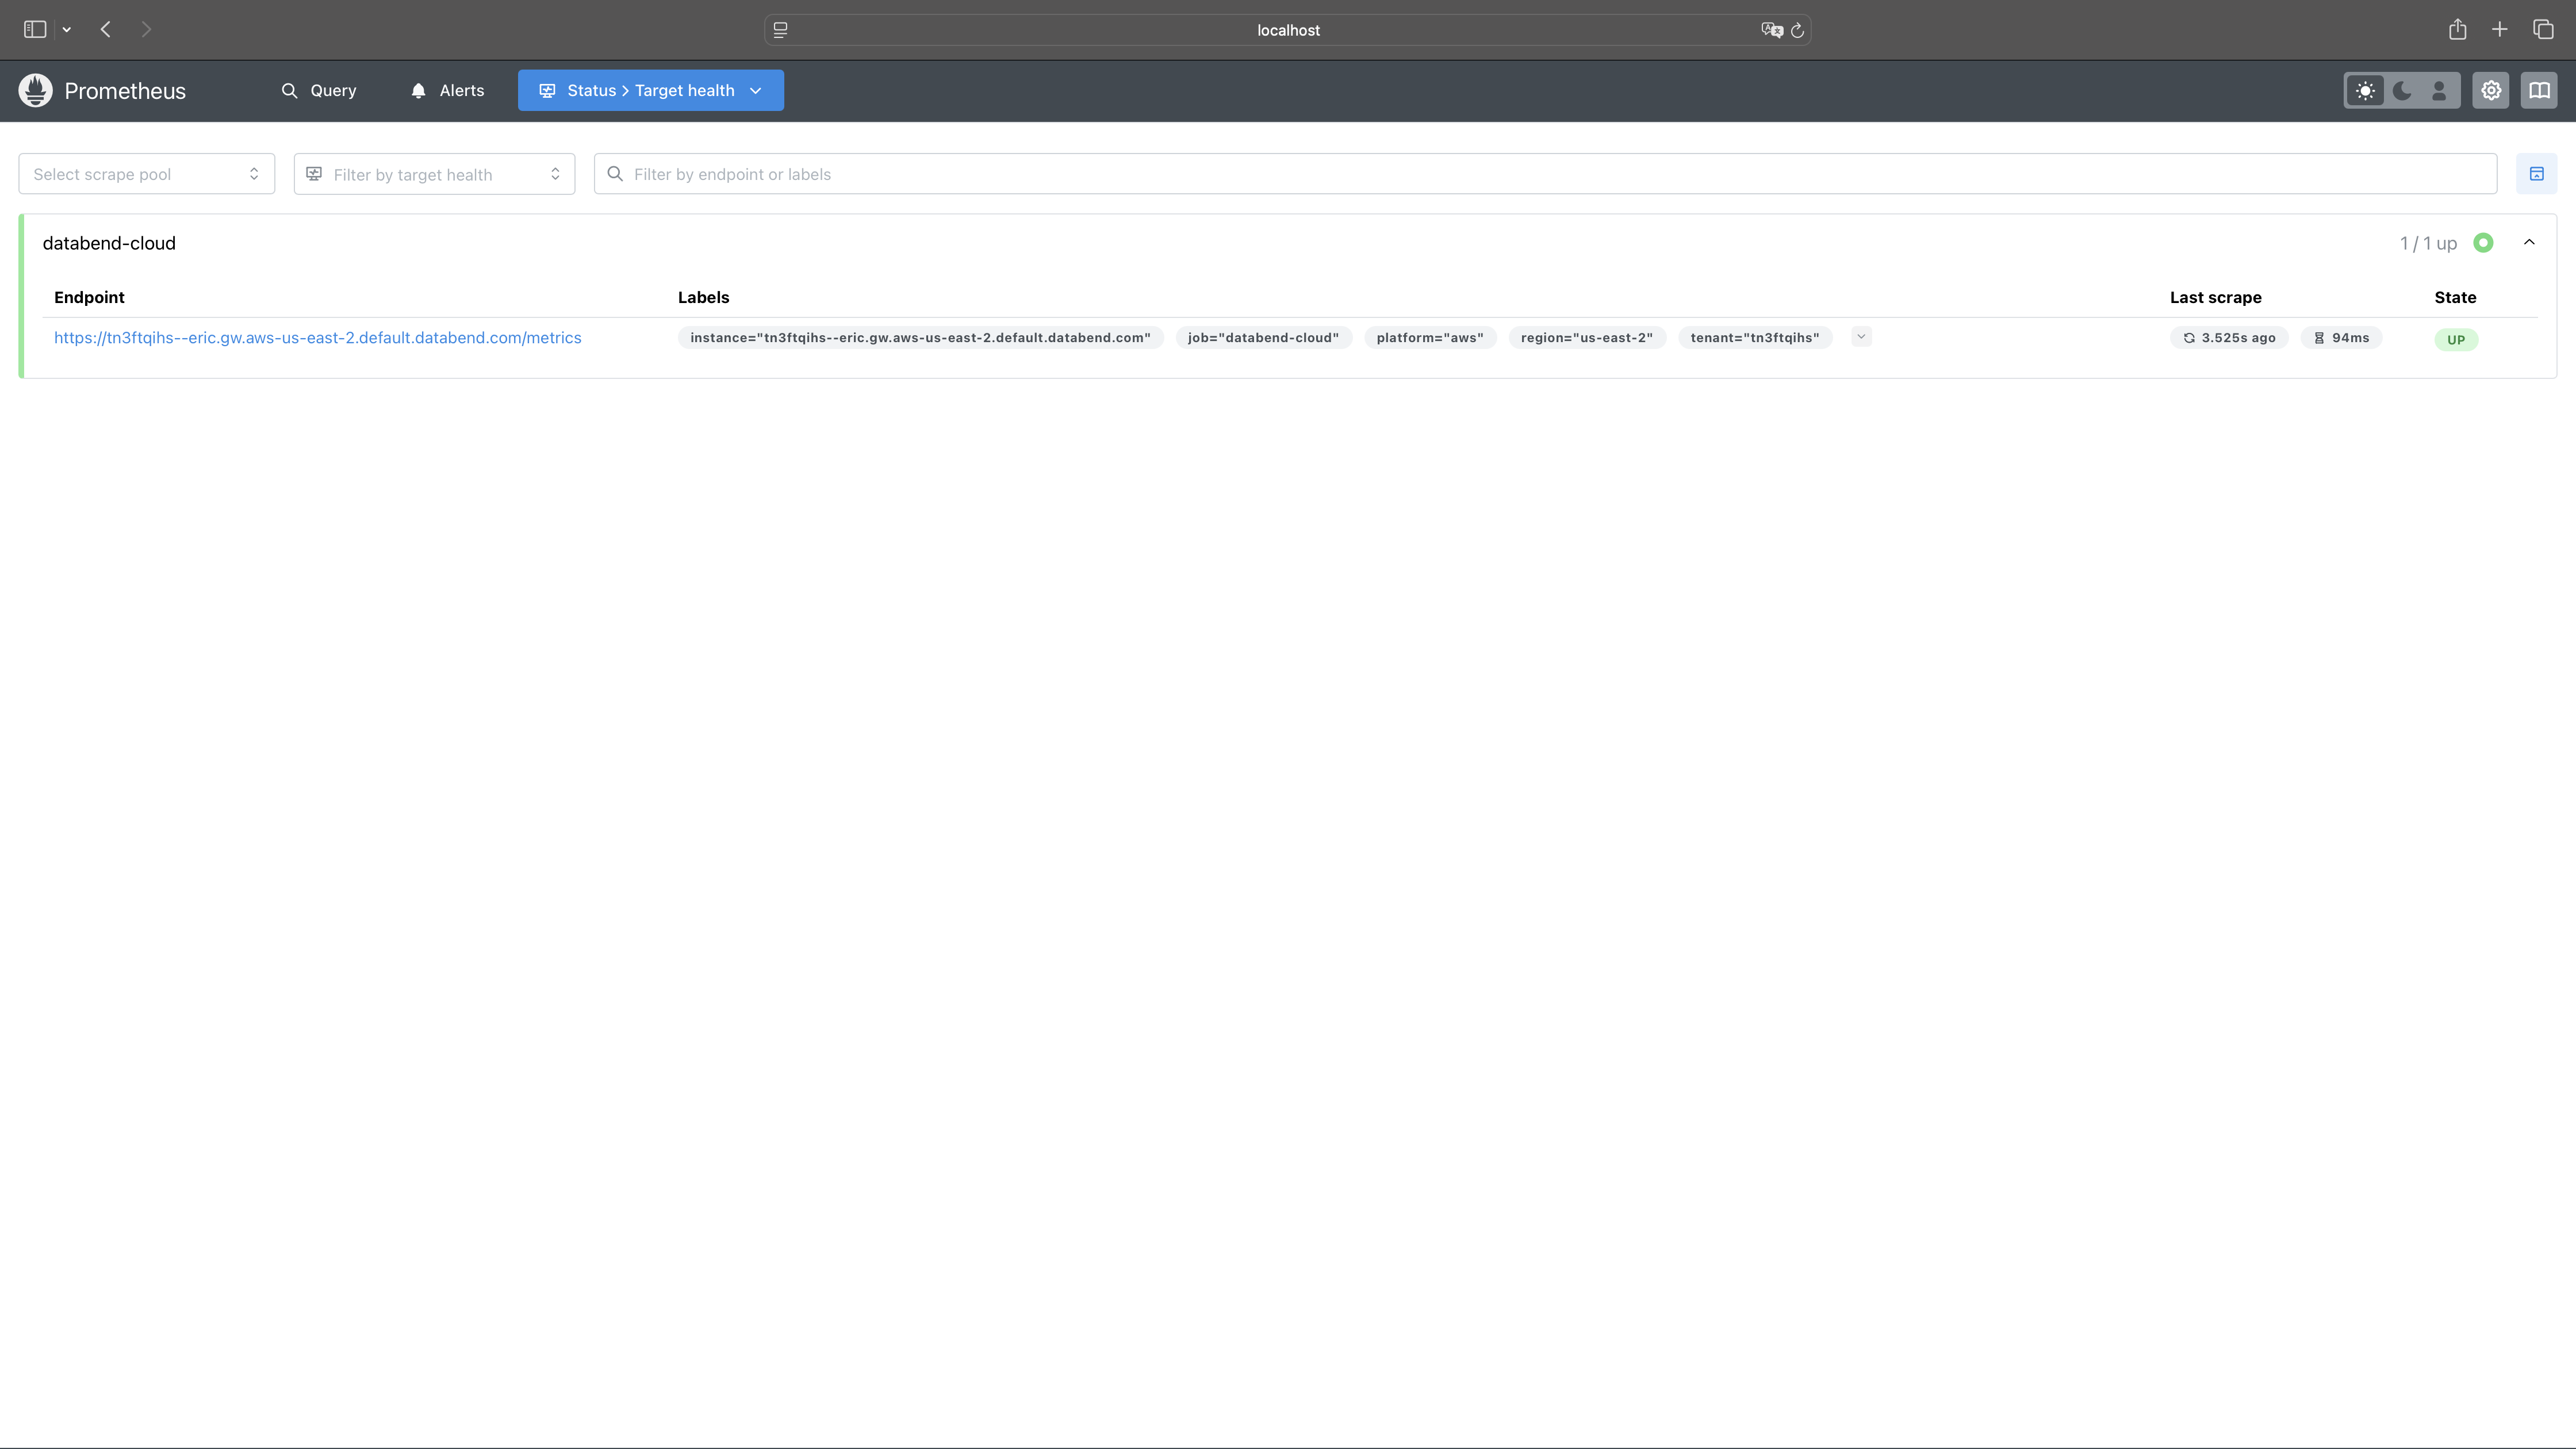 localhost
Prometheus Query Alerts Status > Target health
Select scrape pool Filter by target health Filter by endpoint or labels
databend-cloud 1 / 1 up
Endpoint Labels Last scrape State
https://tn3ftqihs--eric.gw.aws-us-east-2.default.databend.com/metrics instance="tn3ftqihs--eric.gw.aws-us-east-2.default.databend.com" job="databend-cloud" platform="aws" region="us-east-2" tenant="tn3ftqihs" 3.525s ago 94ms UP